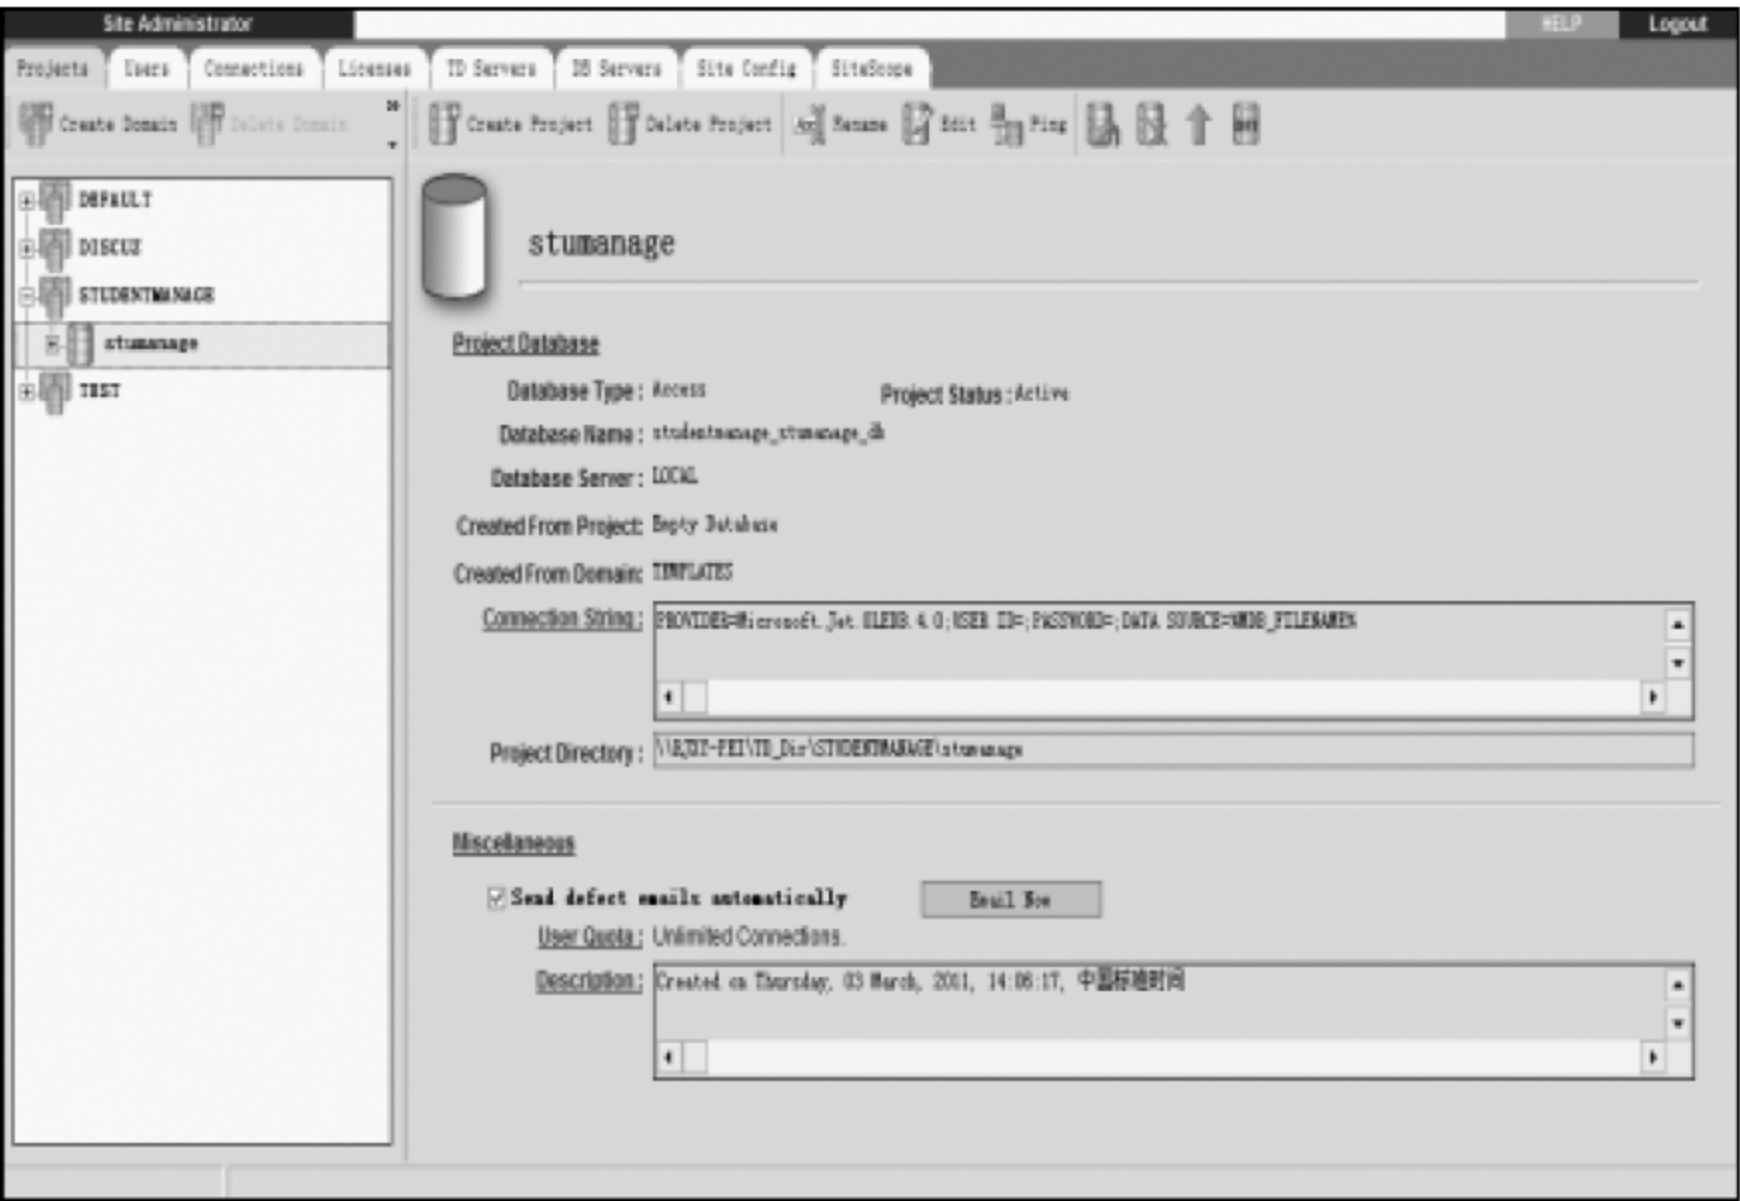 Site Administrator
HELP Logout
Projects Users Connections Licenses TD Servers DB Servers Site Config SiteScope
Create Domain Delete Domain Create Project Delete Project Rename Edit Ping
DEFAULT
DISCUZ
STUDENTMANAGE
stumanage
TEST
stumanage
Project Database
Database Type : Access Project Status : Active
Database Name : studentmanage_stumanage_db
Database Server : LOCAL
Created From Project: Empty Database
Created From Domain: TEMPLATES
Connection String : PROVIDER=Microsoft.Jet.OLEDB.4.0;USER ID=;PASSWORD=;DATA SOURCE=%MDB_FILENAME%
Project Directory : \TD_Dir\STUDENTMANAGE\stumanage
Miscellaneous
Send defect emails automatically Email Now
User Quota : Unlimited Connections.
Description : Created on Thursday, 03 March, 2011, 14:06:17, 中国标准时间